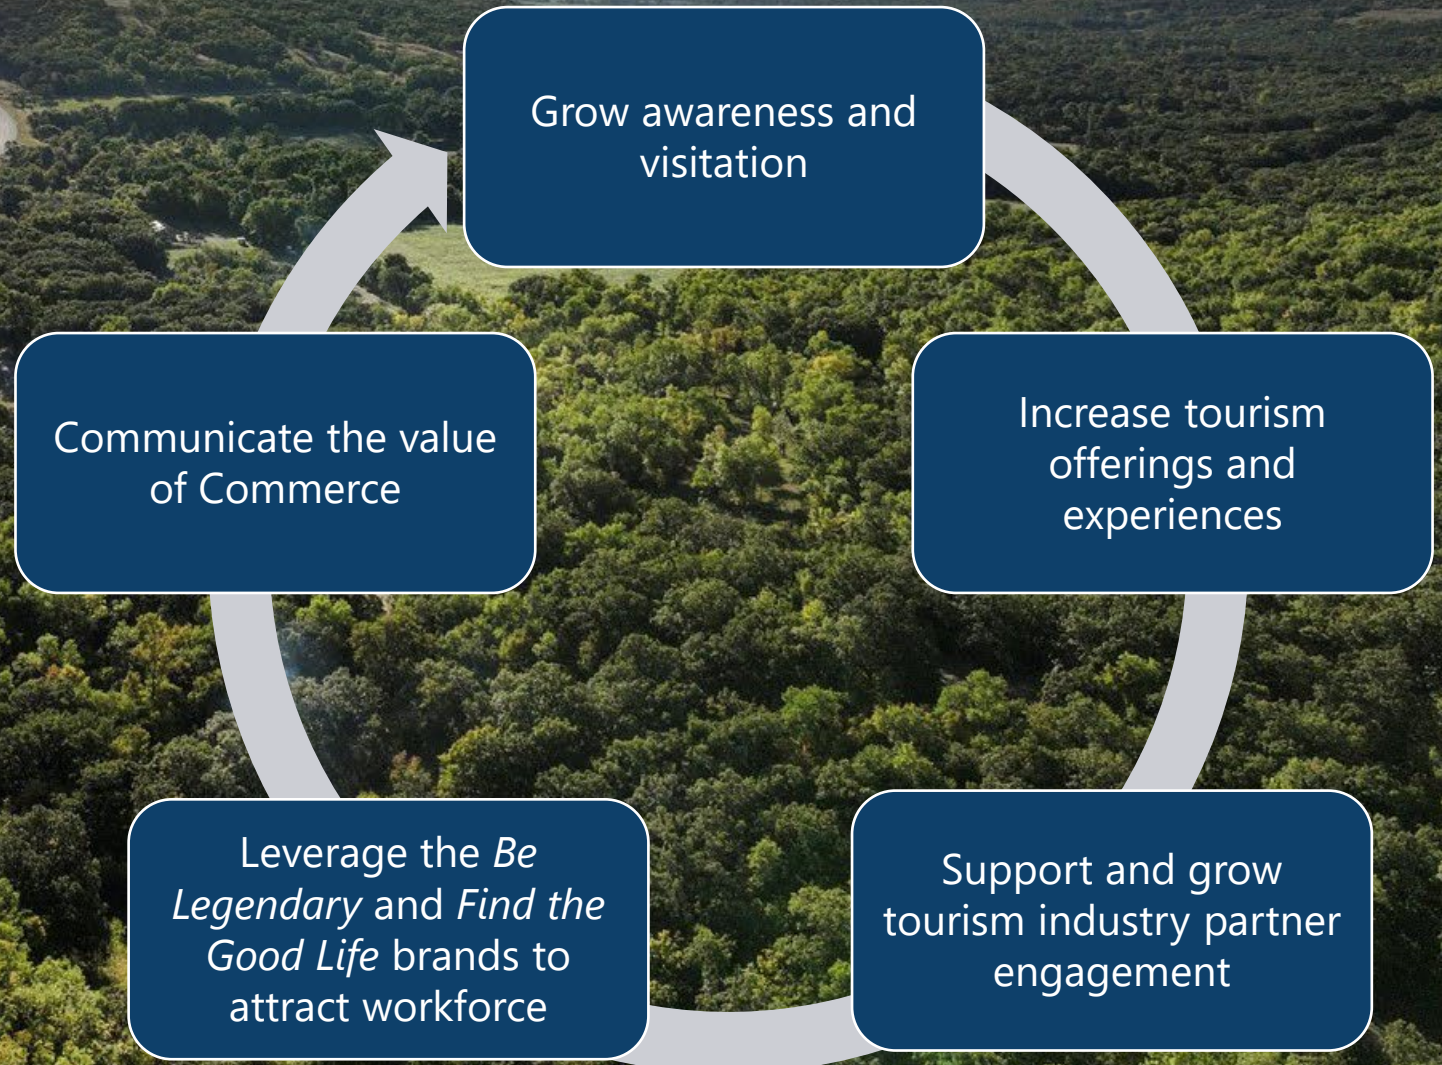 Grow awareness and
visitation
Increase tourism
offerings and
experiences
Support and grow
tourism industry partner
engagement
Leverage the Be
Legendary and Find the
Good Life brands to
attract workforce
Communicate the value
of Commerce